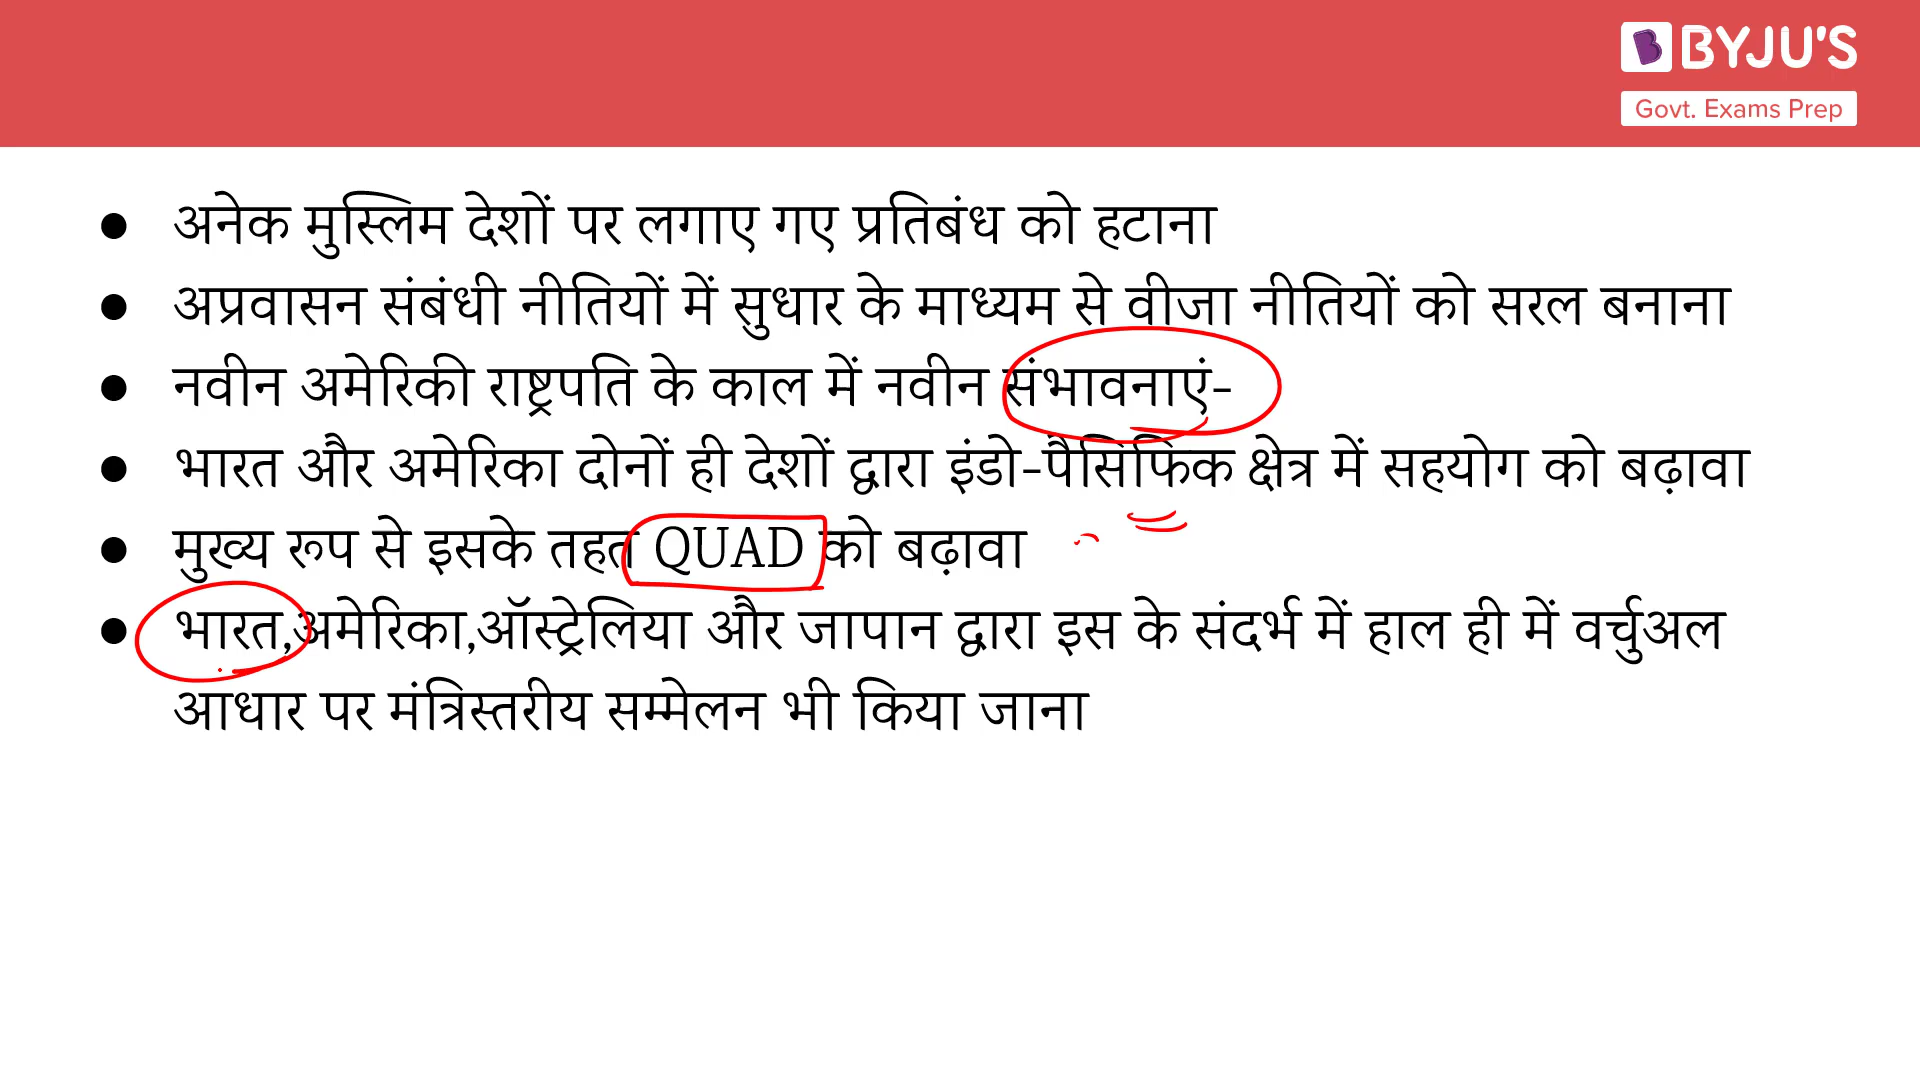 BYJU'S
Govt. Exams Prep
● अनेक मुस्लिम देशों पर लगाए गए प्रतिबंध को हटाना
● अप्रवासन संबंधी नीतियों में सुधार के माध्यम से वीजा नीतियों को सरल बनाना
● नवीन अमेरिकी राष्ट्रपति के काल में नवीन संभावनाएं-
● भारत और अमेरिका दोनों ही देशों द्वारा इंडो-पैसिफिक क्षेत्र में सहयोग को बढ़ावा
● मुख्य रूप से इसके तहत QUAD को बढ़ावा
● भारत,अमेरिका,ऑस्ट्रेलिया और जापान द्वारा इस के संदर्भ में हाल ही में वर्चुअल
आधार पर मंत्रिस्तरीय सम्मेलन भी किया जाना